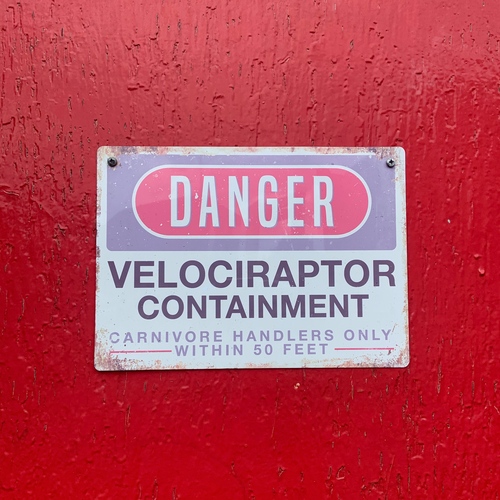 DANGER
VELOCIRAPTOR
CONTAINMENT
CARNIVORE HANDLERS ONLY
WITHIN 50 FEET